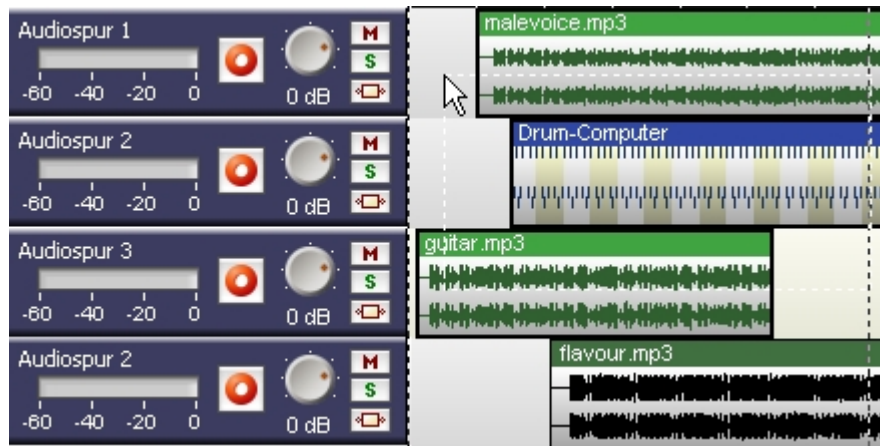 Audiospur 1
M
S
-60 -40 -20 0
0 dB
malevoice.mp3
Audiospur 2
M
S
-60 -40 -20 0
0 dB
Drum-Computer
Audiospur 3
M
S
-60 -40 -20 0
0 dB
guitar.mp3
Audiospur 2
M
S
-60 -40 -20 0
0 dB
flavour.mp3